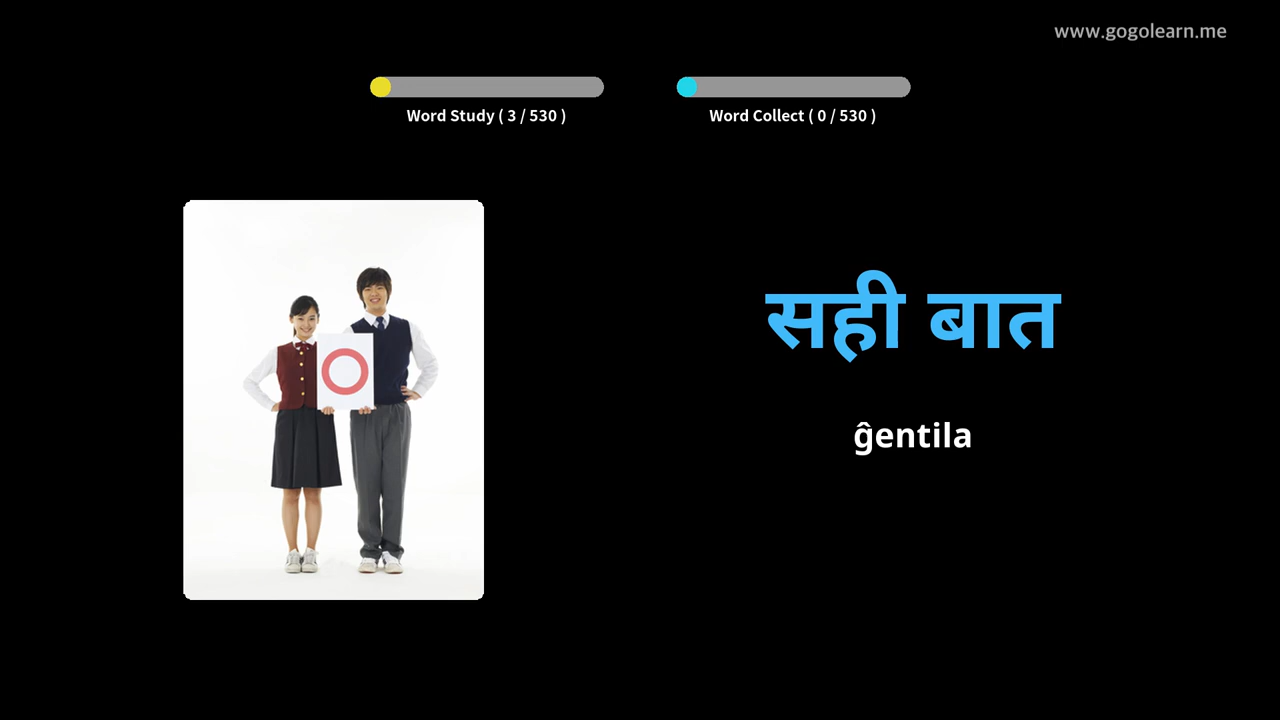 www.gogolearn.me
Word Study ( 3 / 530 )
Word Collect ( 0 / 530 )
सही बात
ĝentila